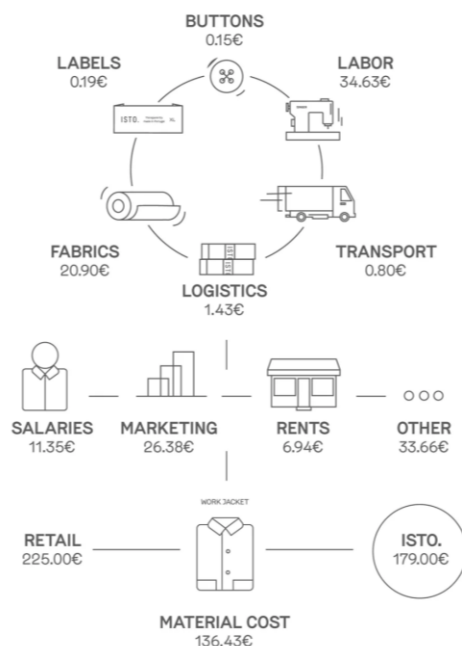 BUTTONS
0.15€
LABELS
0.19€
LABOR
34.63€
ISTO.
XL
FABRICS
20.90€
TRANSPORT
0.80€
LOGISTICS
1.43€
SALARIES
11.35€
MARKETING
26.38€
RENTS
6.94€
OTHER
33.66€
WORK JACKET
RETAIL
225.00€
ISTO.
179.00€
MATERIAL COST
136.43€